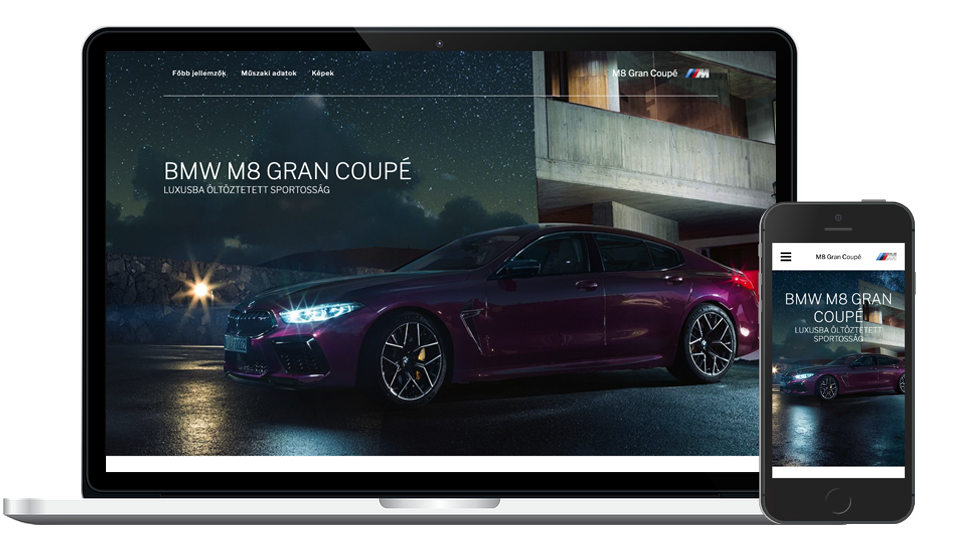 Főbb jellemzők Műszaki adatok Képek M8 Gran Coupé M
BMW M8 GRAN COUPÉ
LUXUSBA ÖLTÖZTETETT SPORTOSSÁG
M8 Gran Coupé M
BMW M8 GRAN
COUPÉ
LUXUSBA ÖLTÖZTETETT
SPORTOSSÁG